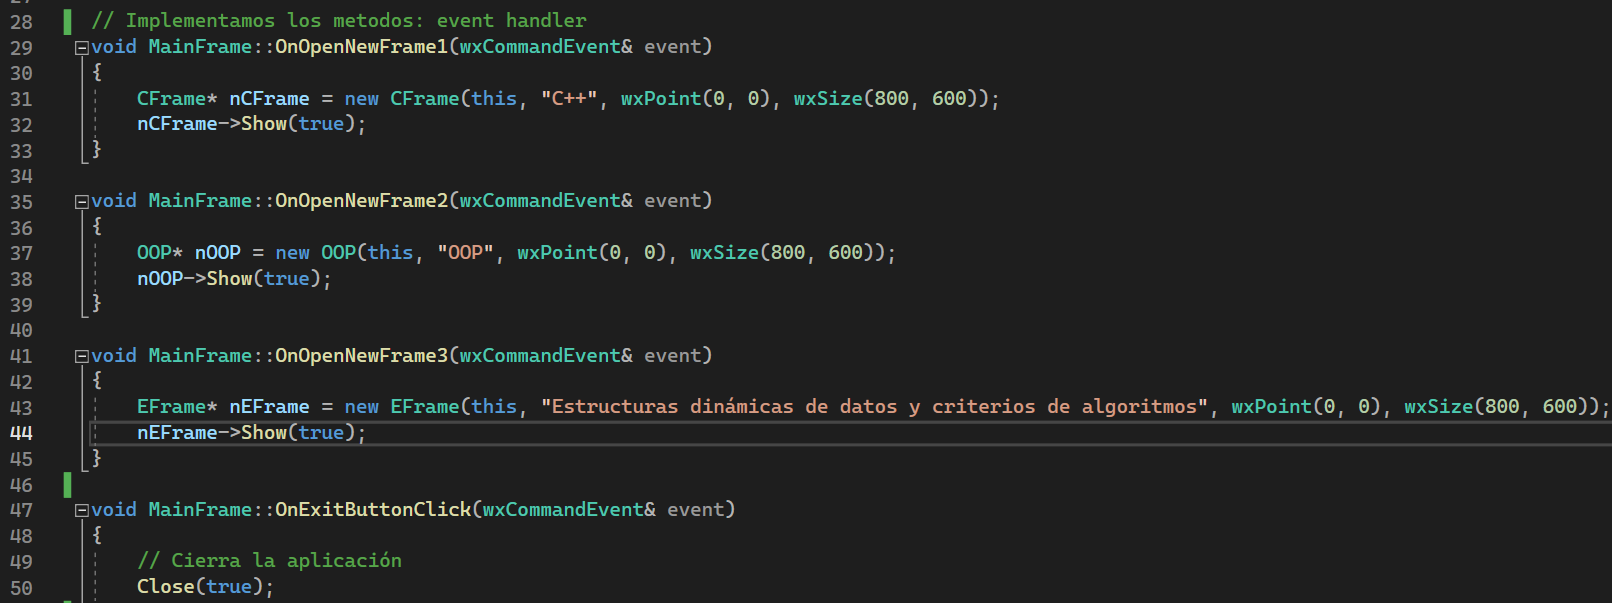 27
28 // Implementamos los metodos: event handler
29 void MainFrame::OnOpenNewFrame1(wxCommandEvent& event)
30 {
31 CFrame* nCFrame = new CFrame(this, "C++", wxPoint(0, 0), wxSize(800, 600));
32 nCFrame->Show(true);
33 }
34
35 void MainFrame::OnOpenNewFrame2(wxCommandEvent& event)
36 {
37 OOP* nOOP = new OOP(this, "OOP", wxPoint(0, 0), wxSize(800, 600));
38 nOOP->Show(true);
39 }
40
41 void MainFrame::OnOpenNewFrame3(wxCommandEvent& event)
42 {
43 EFrame* nEFrame = new EFrame(this, "Estructuras dinámicas de datos y criterios de algoritmos", wxPoint(0, 0), wxSize(800, 600));
44 nEFrame->Show(true);
45 }
46
47 void MainFrame::OnExitButtonClick(wxCommandEvent& event)
48 {
49 // Cierra la aplicación
50 Close(true);